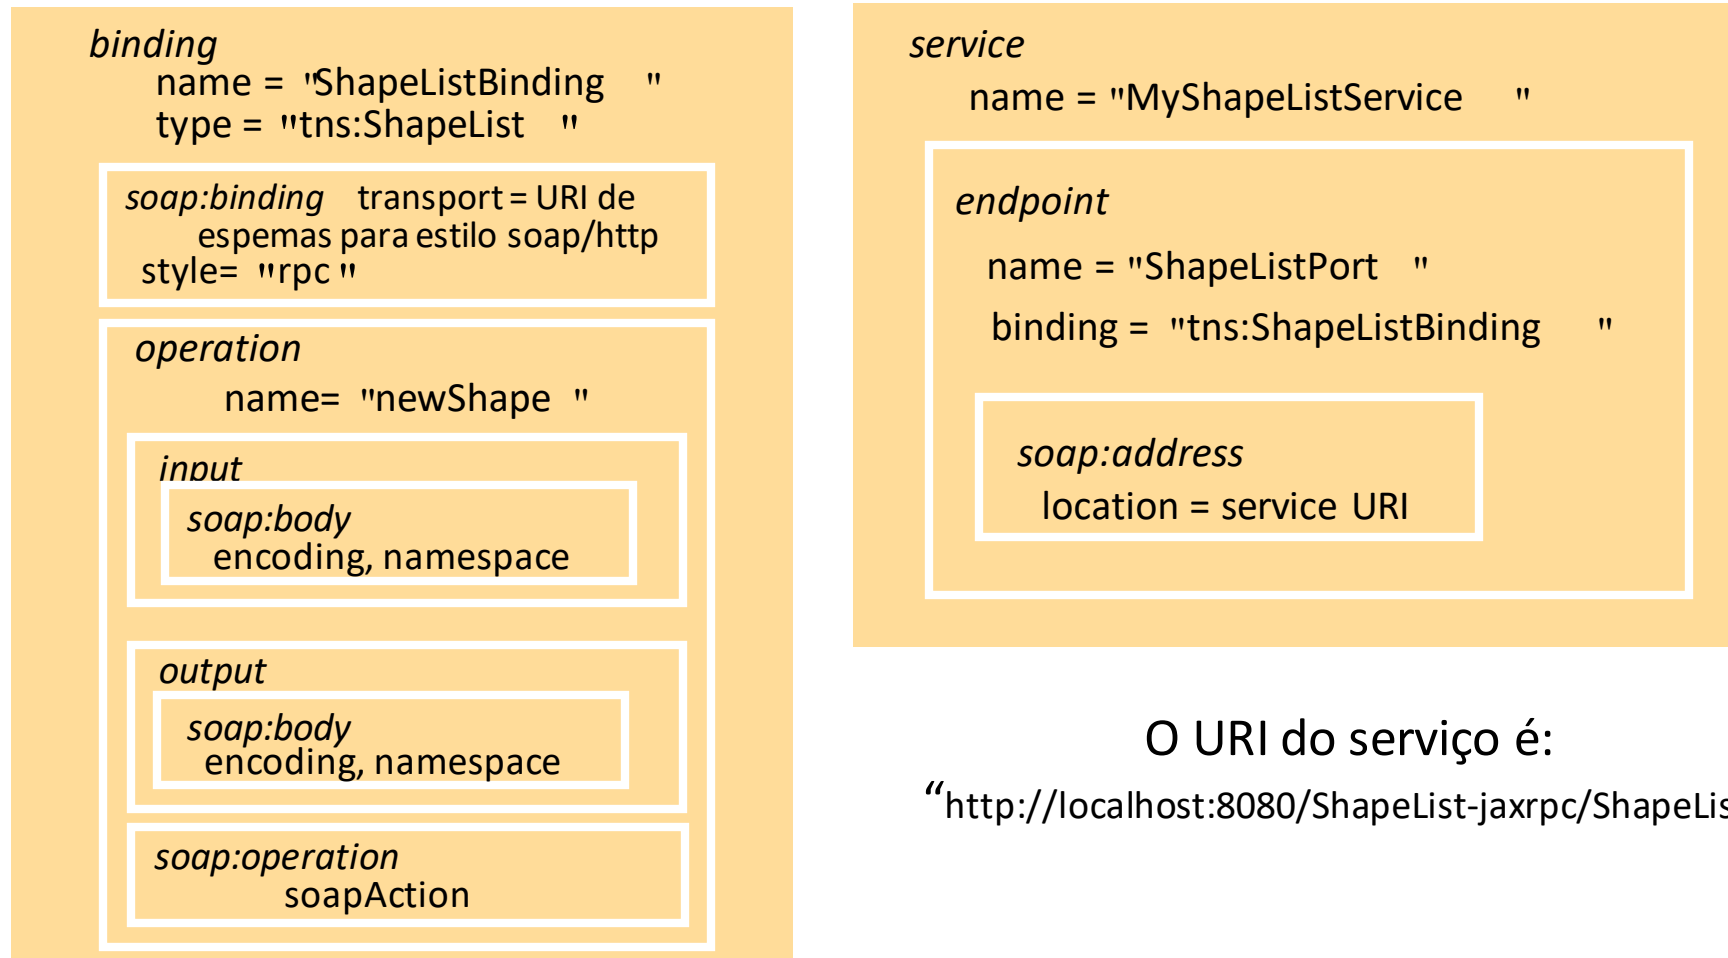 binding
name = "ShapeListBinding "
type = "tns:ShapeList "
soap:binding transport = URI de
espemas para estilo soap/http
style= "rpc"
operation
name= "newShape "
input
soap:body
encoding, namespace
output
soap:body
encoding, namespace
soap:operation
soapAction
service
name = "MyShapeListService "
endpoint
name = "ShapeListPort "
binding = "tns:ShapeListBinding "
soap:address
location = service URI
O URI do serviço é:
“http://localhost:8080/ShapeList-jaxrpc/ShapeLis